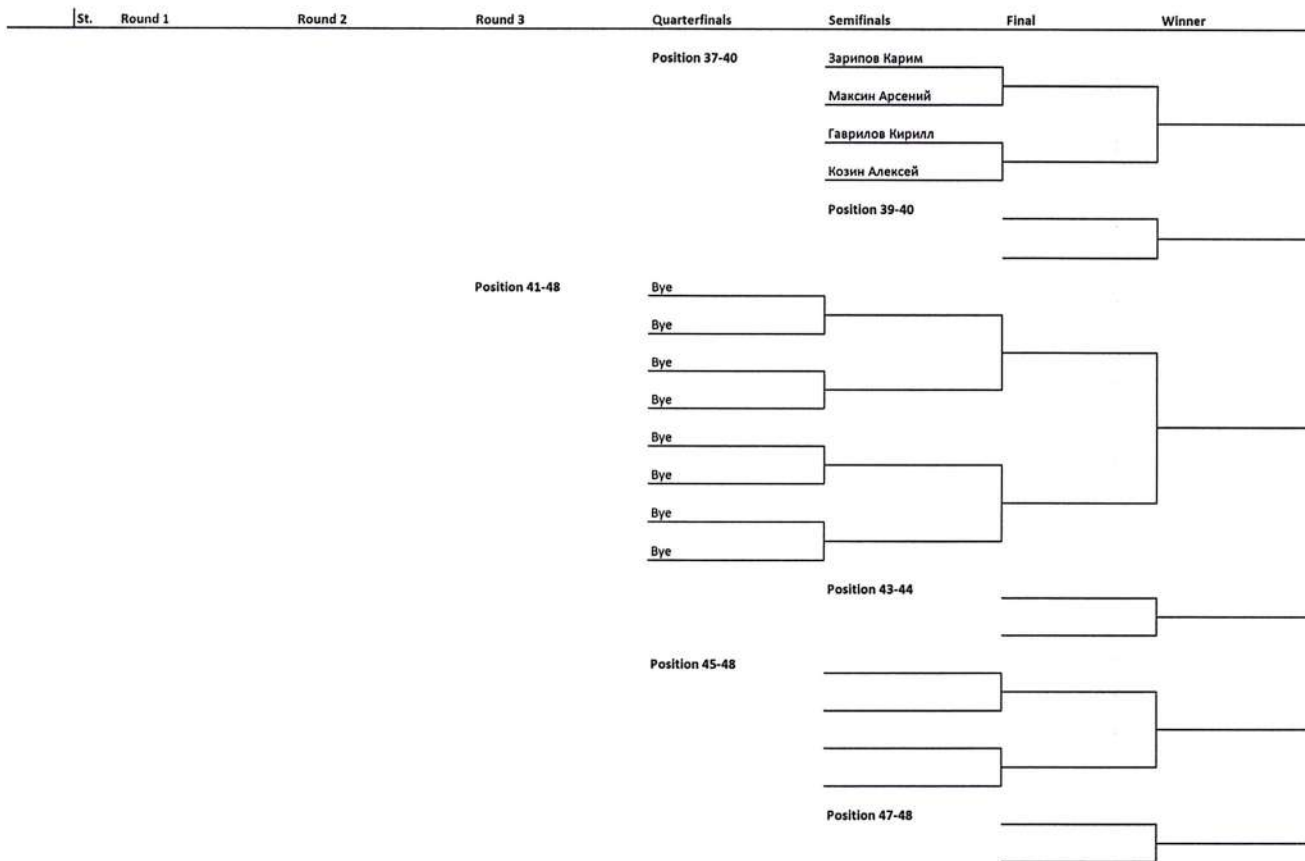 St. Round 1 Round 2 Round 3 Quarterfinals Semifinals Final Winner
Position 37-40 Зарипов Карим
Максин Арсений
Гаврилов Кирилл
Козин Алексей
Position 39-40
Position 41-48 Bye
Bye
Bye
Bye
Bye
Bye
Bye
Bye
Position 43-44
Position 45-48
Position 47-48